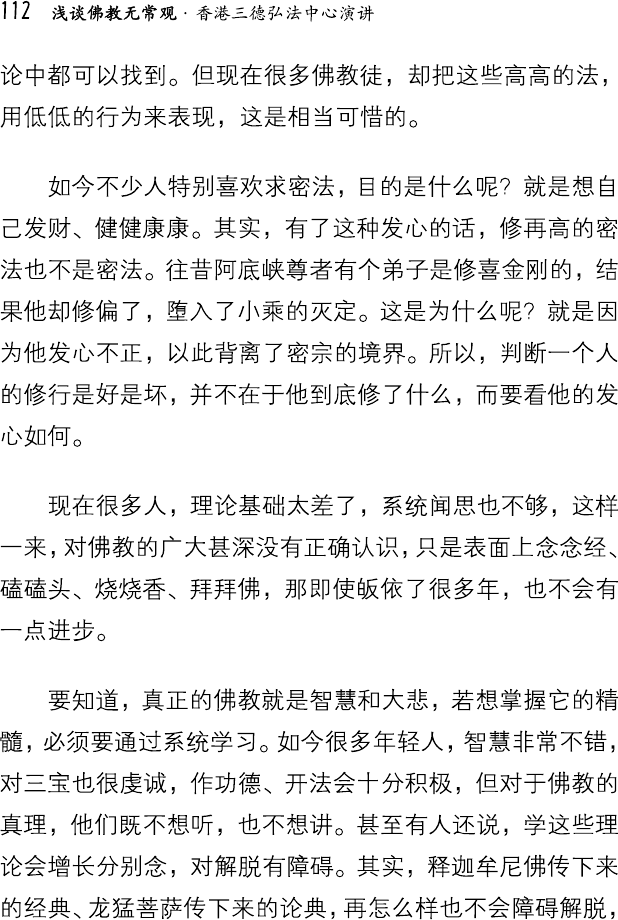 112 浅谈佛教无常观·香港三德弘法中心演讲
论中都可以找到。但现在很多佛教徒，却把这些高高的法，
用低低的行为来表现，这是相当可惜的。
如今不少人特别喜欢求密法，目的是什么呢？就是想自
己发财、健健康康。其实，有了这种发心的话，修再高的密
法也不是密法。往昔阿底峡尊者有个弟子是修喜金刚的，结
果他却修偏了，堕入了小乘的灭定。这是为什么呢？就是因
为他发心不正，以此背离了密宗的境界。所以，判断一个人
的修行是好是坏，并不在于他到底修了什么，而要看他的发
心如何。
现在很多人，理论基础太差了，系统闻思也不够，这样
一来，对佛教的广大甚深没有正确认识，只是表面上念念经、
磕磕头、烧烧香、拜拜佛，那即使皈依了很多年，也不会有
一点进步。
要知道，真正的佛教就是智慧和大悲，若想掌握它的精
髓，必须要通过系统学习。如今很多年轻人，智慧非常不错，
对三宝也很虔诚，作功德、开法会十分积极，但对于佛教的
真理，他们既不想听，也不想讲。甚至有人还说，学这些理
论会增长分别念，对解脱有障碍。其实，释迦牟尼佛传下来
的经典、龙猛菩萨传下来的论典，再怎么样也不会障碍解脱，